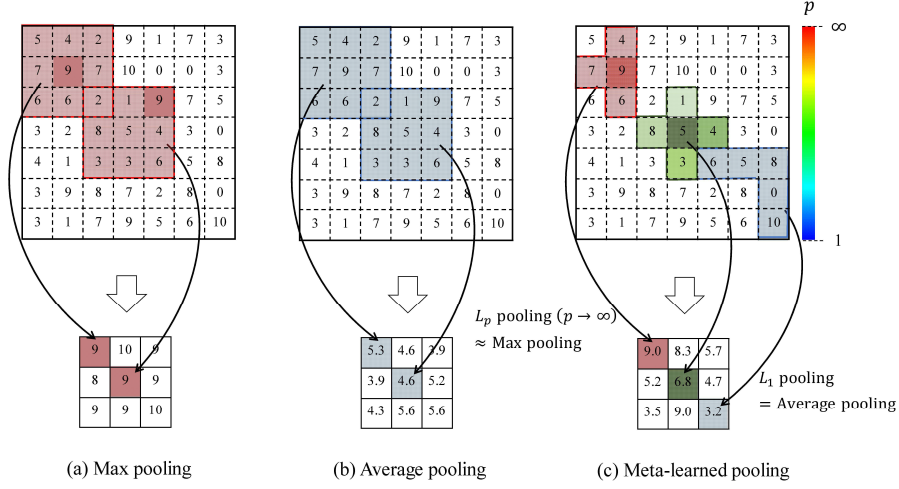 p
5 4 2 9 1 7 3
7 9 7 10 0 0 3
6 6 2 1 9 7 5
3 2 8 5 4 3 0
4 1 3 3 6 5 8
3 9 8 7 2 8 0
3 1 7 9 5 6 10
5 4 2 9 1 7 3
7 9 7 10 0 0 3
6 6 2 1 9 7 5
3 2 8 5 4 3 0
4 1 3 3 6 5 8
3 9 8 7 2 8 0
3 1 7 9 5 6 10
5 4 2 9 1 7 3
7 9 7 10 0 0 3
6 6 2 1 9 7 5
3 2 8 5 4 3 0
4 1 3 3 6 5 8
3 9 8 7 2 8 0
3 1 7 9 5 6 10
∞
1
9 10 9
8 9 9
9 9 10
5.3 4.6 3.9
3.9 4.6 5.2
4.3 5.6 5.6
L_p pooling (p → ∞)
≈ Max pooling
9.0 8.3 5.7
5.2 6.8 4.7
3.5 9.0 3.2
L_1 pooling
= Average pooling
(a) Max pooling
(b) Average pooling
(c) Meta-learned pooling